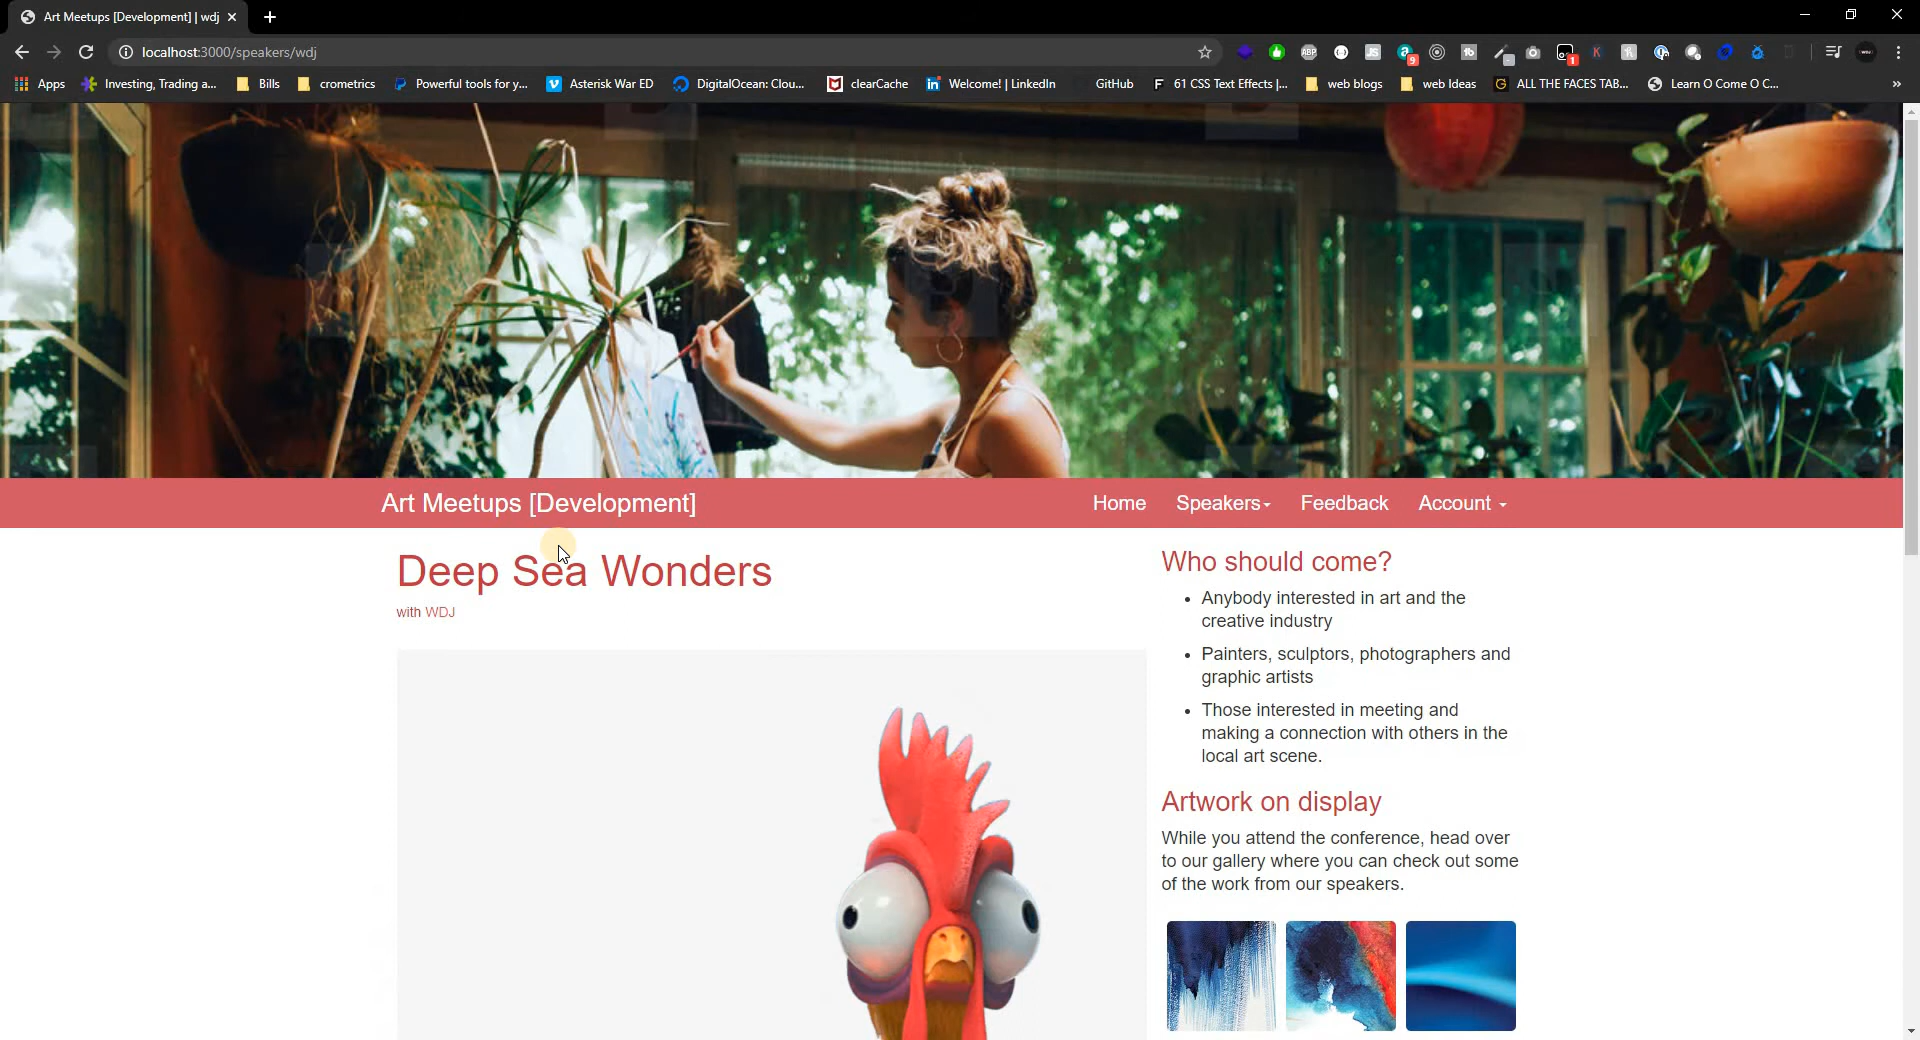 Art Meetups [Development] | wdj
localhost:3000/speakers/wdj
ABP
JS
9
1
Apps
Investing, Trading a...
Bills
crometrics
Powerful tools for y...
Asterisk War ED
DigitalOcean: Clou...
clearCache
Welcome! | LinkedIn
GitHub
61 CSS Text Effects |...
web blogs
web Ideas
ALL THE FACES TAB...
Learn O Come O C...
Art Meetups [Development]
Home
Speakers
Feedback
Account
Deep Sea Wonders
with WDJ
Who should come?
Anybody interested in art and the
creative industry
Painters, sculptors, photographers and
graphic artists
Those interested in meeting and
making a connection with others in the
local art scene.
Artwork on display
While you attend the conference, head over
to our gallery where you can check out some
of the work from our speakers.